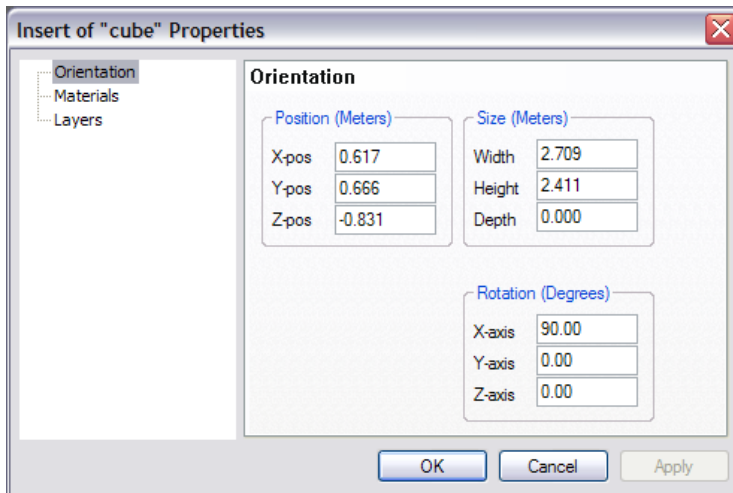 Insert of "cube" Properties
Orientation
Materials
Layers
Orientation
Position (Meters)
X-pos 0.617
Y-pos 0.666
Z-pos -0.831
Size (Meters)
Width 2.709
Height 2.411
Depth 0.000
Rotation (Degrees)
X-axis 90.00
Y-axis 0.00
Z-axis 0.00
OK Cancel Apply